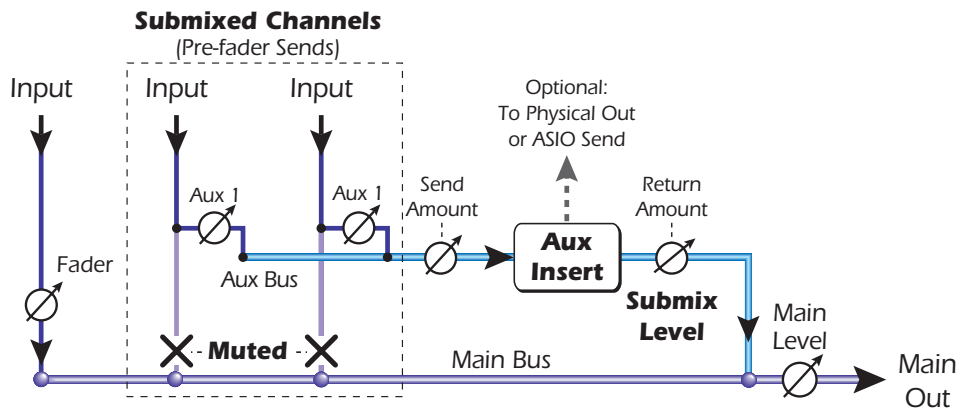 Submixed Channels
(Pre-fader Sends)
Input
Input
Input
Optional:
To Physical Out
or ASIO Send
Aux 1
Aux 1
Send
Amount
Return
Amount
Aux
Insert
Fader
Aux Bus
Submix
Level
Main
Level
Muted
Main Bus
Main
Out